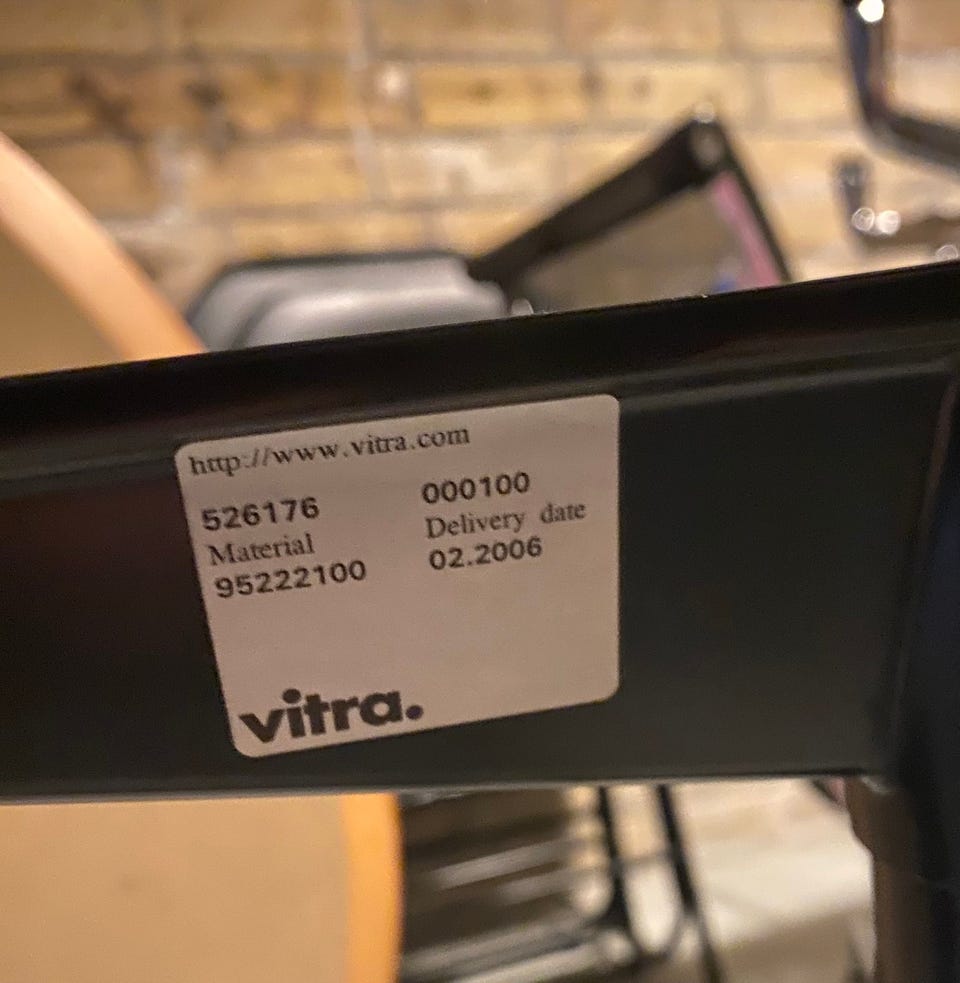 http://www.vitra.com
526176 000100
Material Delivery date
95222100 02.2006
vitra.